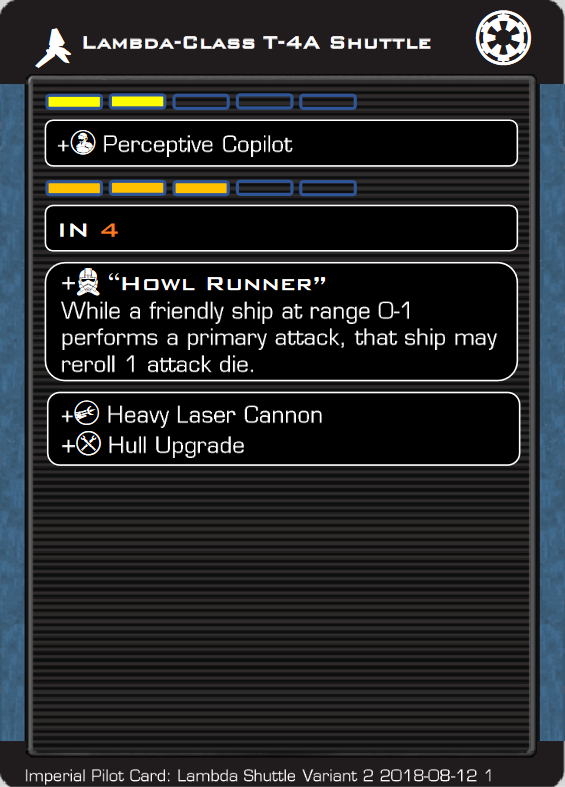 Lambda-Class T-4A Shuttle
+ Perceptive Copilot
IN 4
+ “Howl Runner”
While a friendly ship at range 0-1
performs a primary attack, that ship may
reroll 1 attack die.
+ Heavy Laser Cannon
+ Hull Upgrade
Imperial Pilot Card: Lambda Shuttle Variant 2 2018-08-12 1